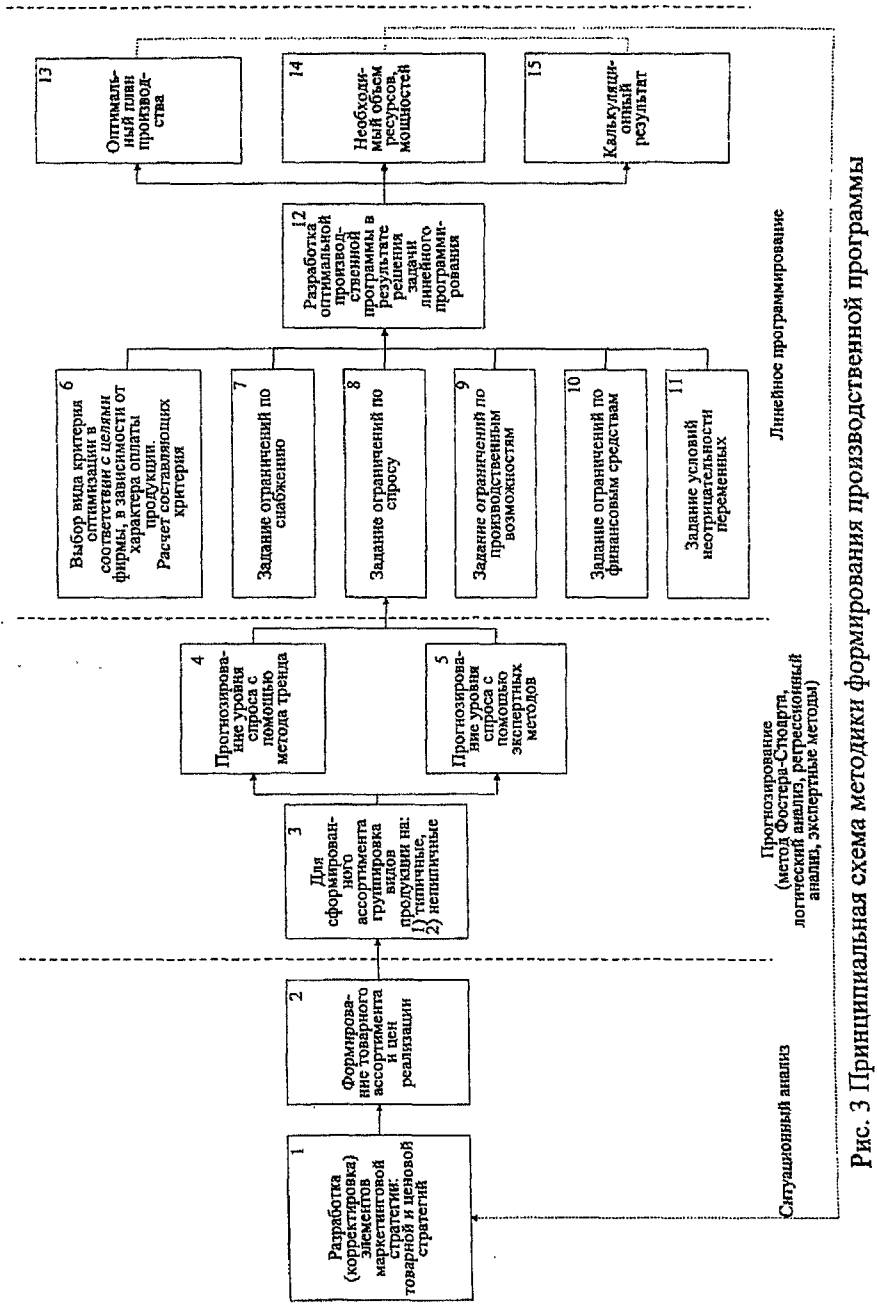 1
Разработка
(корректировка)
элементов
маркетинговой
стратегии:
товарной и ценовой
стратегий
2
Формирова-
ние товарного
ассортимента
и цен
реализации
3
Для
сформирован-
ного
ассортимента
группировка
видов
продукции на:
1) типичные,
2) нетипичные
4
Прогнозирова-
ние уровня
спроса с
помощью
метода тренда
5
Прогнозирова-
ние уровня
спроса с
помощью
экспертных
методов
6
Выбор вида критерия
оптимизации в
соответствии с целями
фирмы, в зависимости от
характера оплаты
продукции.
Расчет составляющих
критерия
7
Задание ограничений по
снабжению
8
Задание ограничений по
спросу
9
Задание ограничений по
производственным
возможностям
10
Задание ограничений по
финансовым средствам
11
Задание условий
неотрицательности
переменных
12
Разработка
оптимальной
производ-
ственной
программы в
результате
решения
задачи
линейного
программи-
рования
13
Оптималь-
ный план
производ-
ства
14
Необходи-
мый объем
ресурсов,
мощностей
15
Калькуляци-
онный
результат
Ситуационный анализ
Прогнозирование
(метод Фостера-Стюарта,
логический анализ, регрессионный
анализ, экспертные методы)
Линейное программирование
Рис. 3 Принципиальная схема методики формирования производственной программы